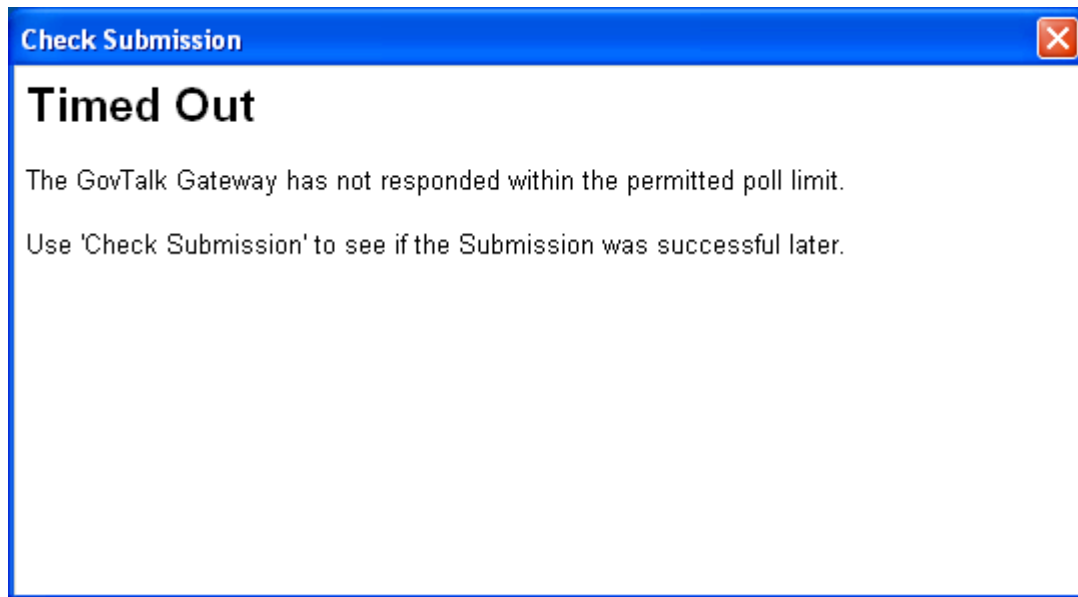 Check Submission
Timed Out
The GovTalk Gateway has not responded within the permitted poll limit.
Use 'Check Submission' to see if the Submission was successful later.